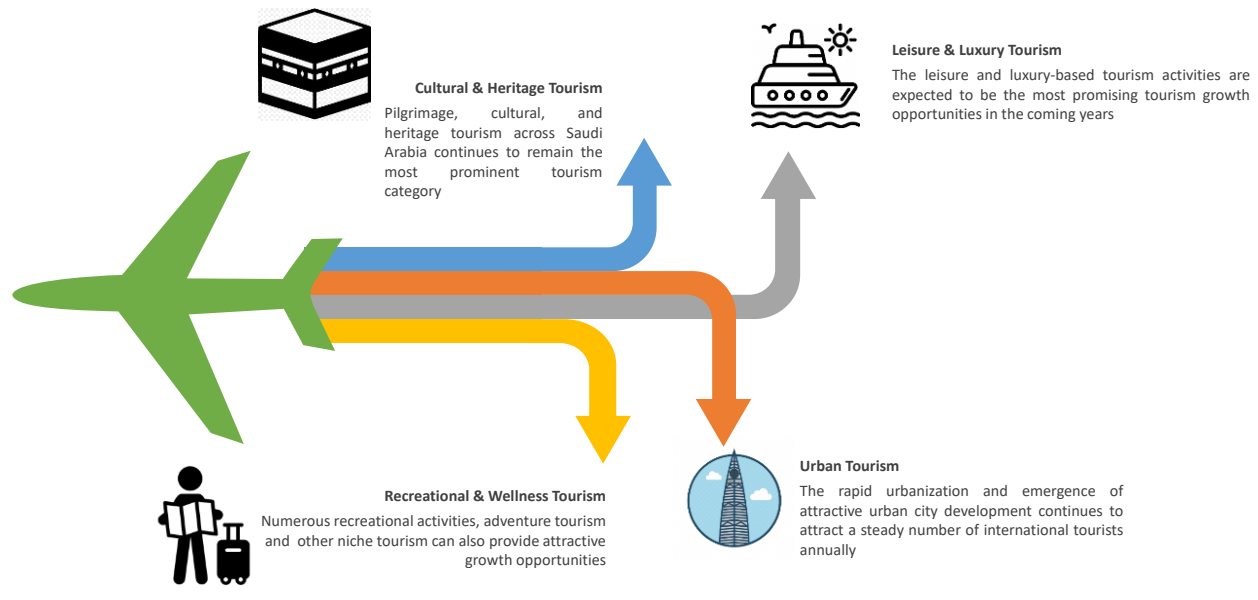 Cultural & Heritage Tourism
Pilgrimage, cultural, and
heritage tourism across Saudi
Arabia continues to remain the
most prominent tourism
category
Leisure & Luxury Tourism
The leisure and luxury-based tourism activities are
expected to be the most promising tourism growth
opportunities in the coming years
Recreational & Wellness Tourism
Numerous recreational activities, adventure tourism
and other niche tourism can also provide attractive
growth opportunities
Urban Tourism
The rapid urbanization and emergence of
attractive urban city development continues to
attract a steady number of international tourists
annually